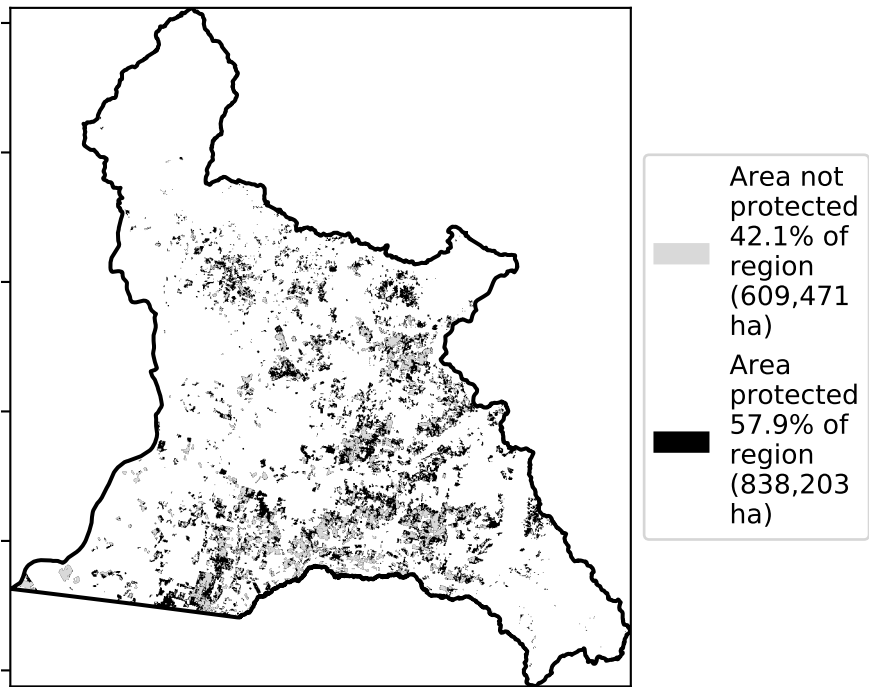 Area not
protected
42.1% of
region
(609,471
ha)
Area
protected
57.9% of
region
(838,203
ha)